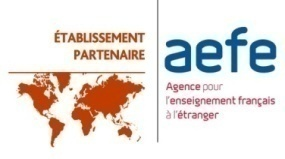 ÉTABLISSEMENT
PARTENAIRE
aefe
Agence pour
l'enseignement français
à l'étranger